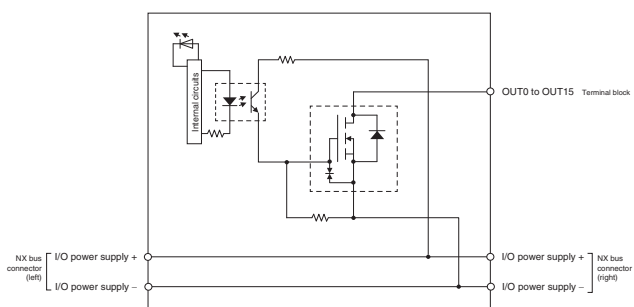 Internal circuits
OUT0 to OUT15 Terminal block
NX bus
connector
(left)
I/O power supply +
I/O power supply −
I/O power supply +
I/O power supply −
NX bus
connector
(right)